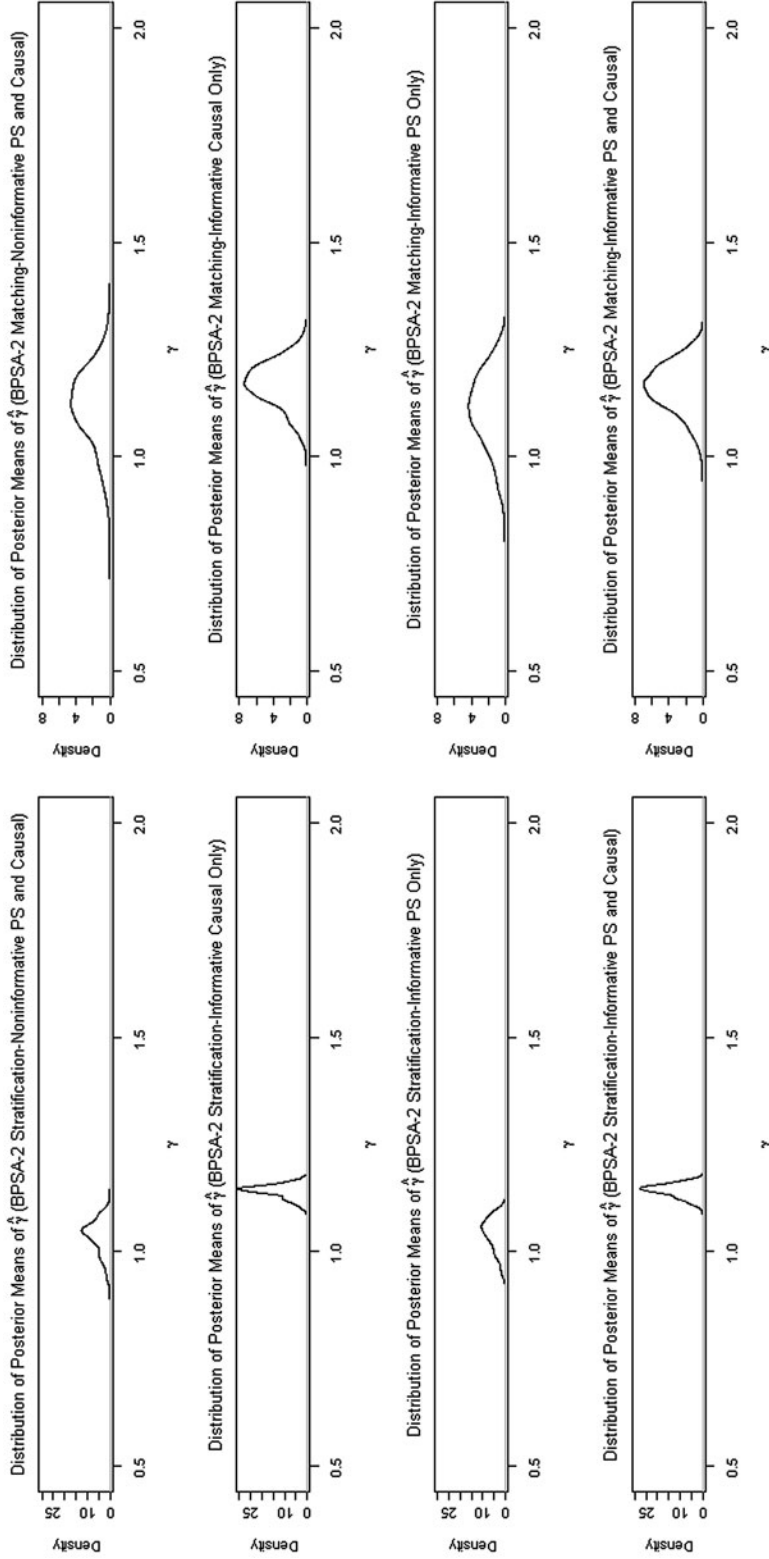 Distribution of Posterior Means of γ̂ (BPSA-2 Stratification-Noninformative PS and Causal)
Density
25
10
0
0.5 1.0 1.5 2.0
γ
Distribution of Posterior Means of γ̂ (BPSA-2 Matching-Noninformative PS and Causal)
Density
8
4
0
0.5 1.0 1.5 2.0
γ
Distribution of Posterior Means of γ̂ (BPSA-2 Stratification-Informative Causal Only)
Density
25
10
0
0.5 1.0 1.5 2.0
γ
Distribution of Posterior Means of γ̂ (BPSA-2 Matching-Informative Causal Only)
Density
8
4
0
0.5 1.0 1.5 2.0
γ
Distribution of Posterior Means of γ̂ (BPSA-2 Stratification-Informative PS Only)
Density
25
10
0
0.5 1.0 1.5 2.0
γ
Distribution of Posterior Means of γ̂ (BPSA-2 Matching-Informative PS Only)
Density
8
4
0
0.5 1.0 1.5 2.0
γ
Distribution of Posterior Means of γ̂ (BPSA-2 Stratification-Informative PS and Causal)
Density
25
10
0
0.5 1.0 1.5 2.0
γ
Distribution of Posterior Means of γ̂ (BPSA-2 Matching-Informative PS and Causal)
Density
8
4
0
0.5 1.0 1.5 2.0
γ